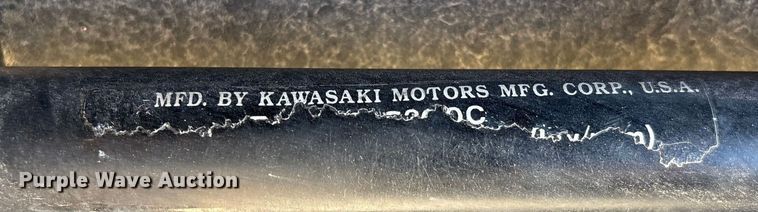 MFD. BY KAWASAKI MOTORS MFG. CORP., U.S.A.
Purple Wave Auction